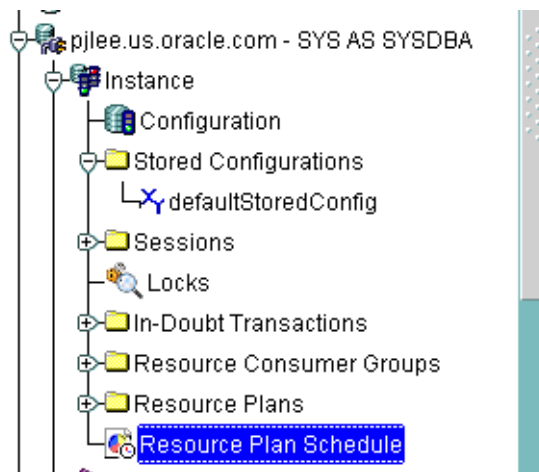 pjlee.us.oracle.com - SYS AS SYSDBA
Instance
Configuration
Stored Configurations
defaultStoredConfig
Sessions
Locks
In-Doubt Transactions
Resource Consumer Groups
Resource Plans
Resource Plan Schedule